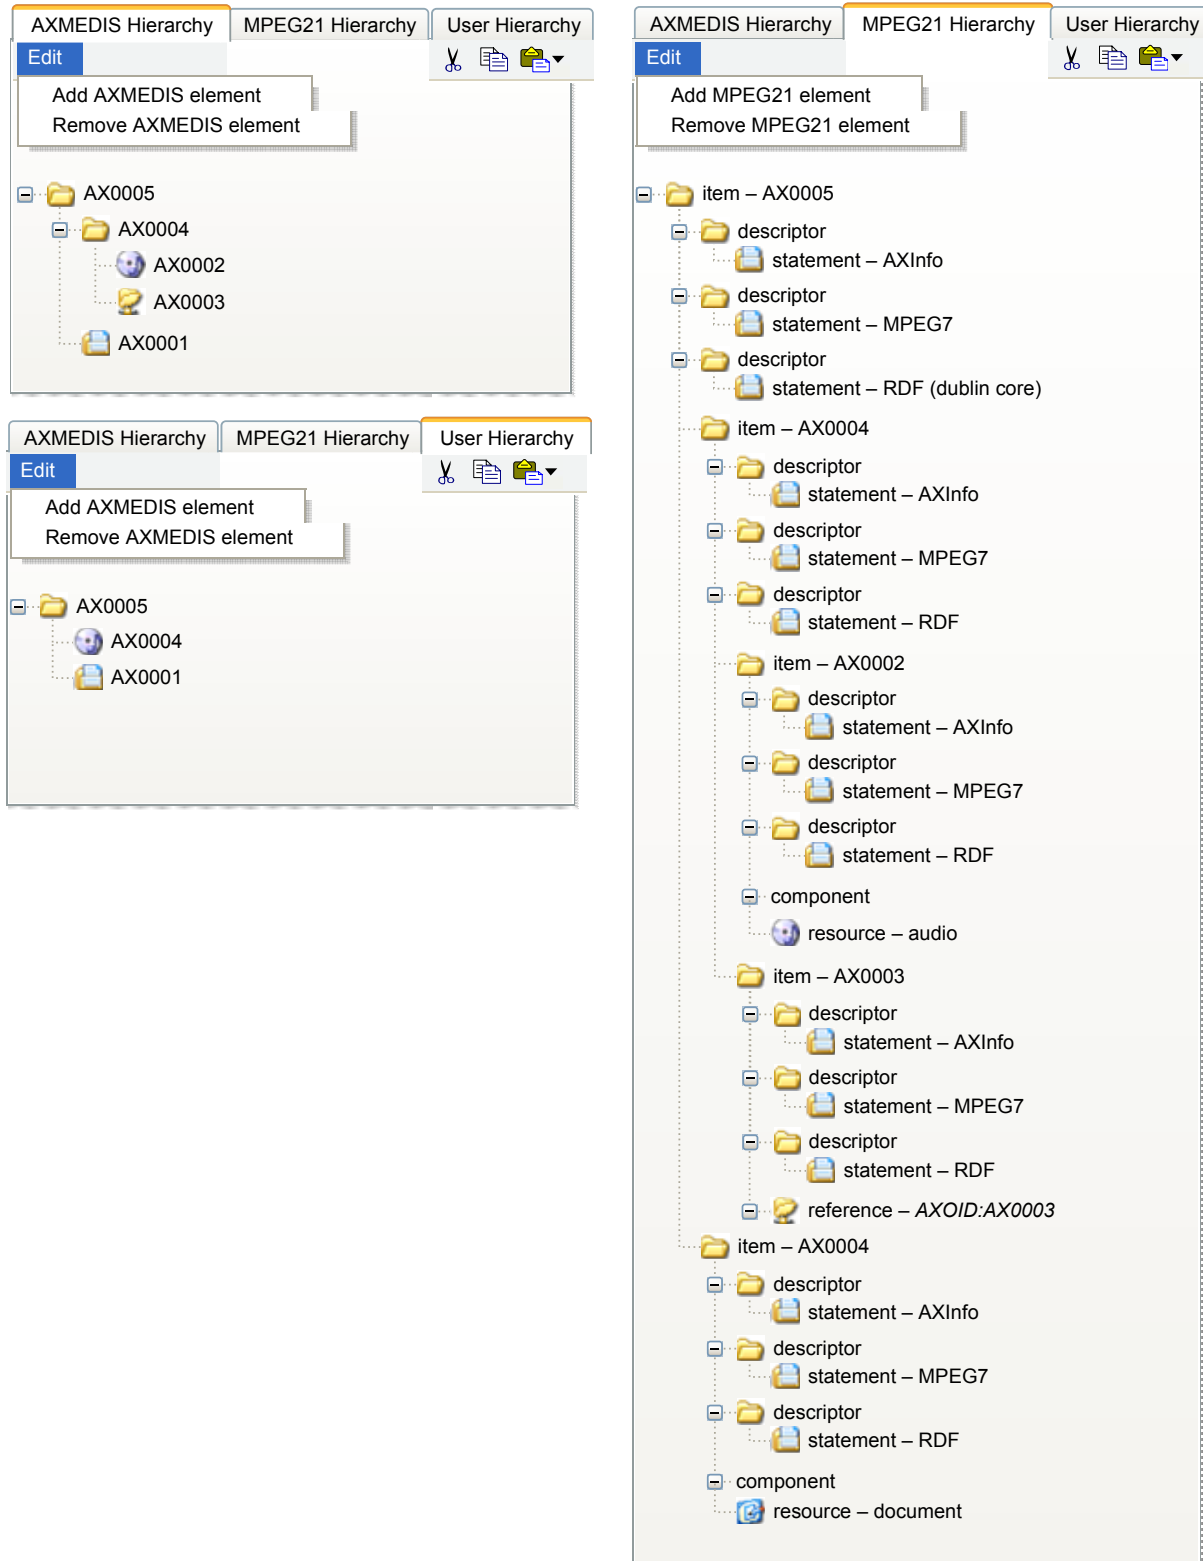 AXMEDIS Hierarchy MPEG21 Hierarchy User Hierarchy
Edit
Add AXMEDIS element
Remove AXMEDIS element
AX0005
AX0004
AX0002
AX0003
AX0001
AXMEDIS Hierarchy MPEG21 Hierarchy User Hierarchy
Edit
Add AXMEDIS element
Remove AXMEDIS element
AX0005
AX0004
AX0001
AXMEDIS Hierarchy MPEG21 Hierarchy User Hierarchy
Edit
Add MPEG21 element
Remove MPEG21 element
item – AX0005
descriptor
statement – AXInfo
descriptor
statement – MPEG7
descriptor
statement – RDF (dublin core)
item – AX0004
descriptor
statement – AXInfo
descriptor
statement – MPEG7
descriptor
statement – RDF
item – AX0002
descriptor
statement – AXInfo
descriptor
statement – MPEG7
descriptor
statement – RDF
component
resource – audio
item – AX0003
descriptor
statement – AXInfo
descriptor
statement – MPEG7
descriptor
statement – RDF
reference – AXOID:AX0003
item – AX0004
descriptor
statement – AXInfo
descriptor
statement – MPEG7
descriptor
statement – RDF
component
resource – document